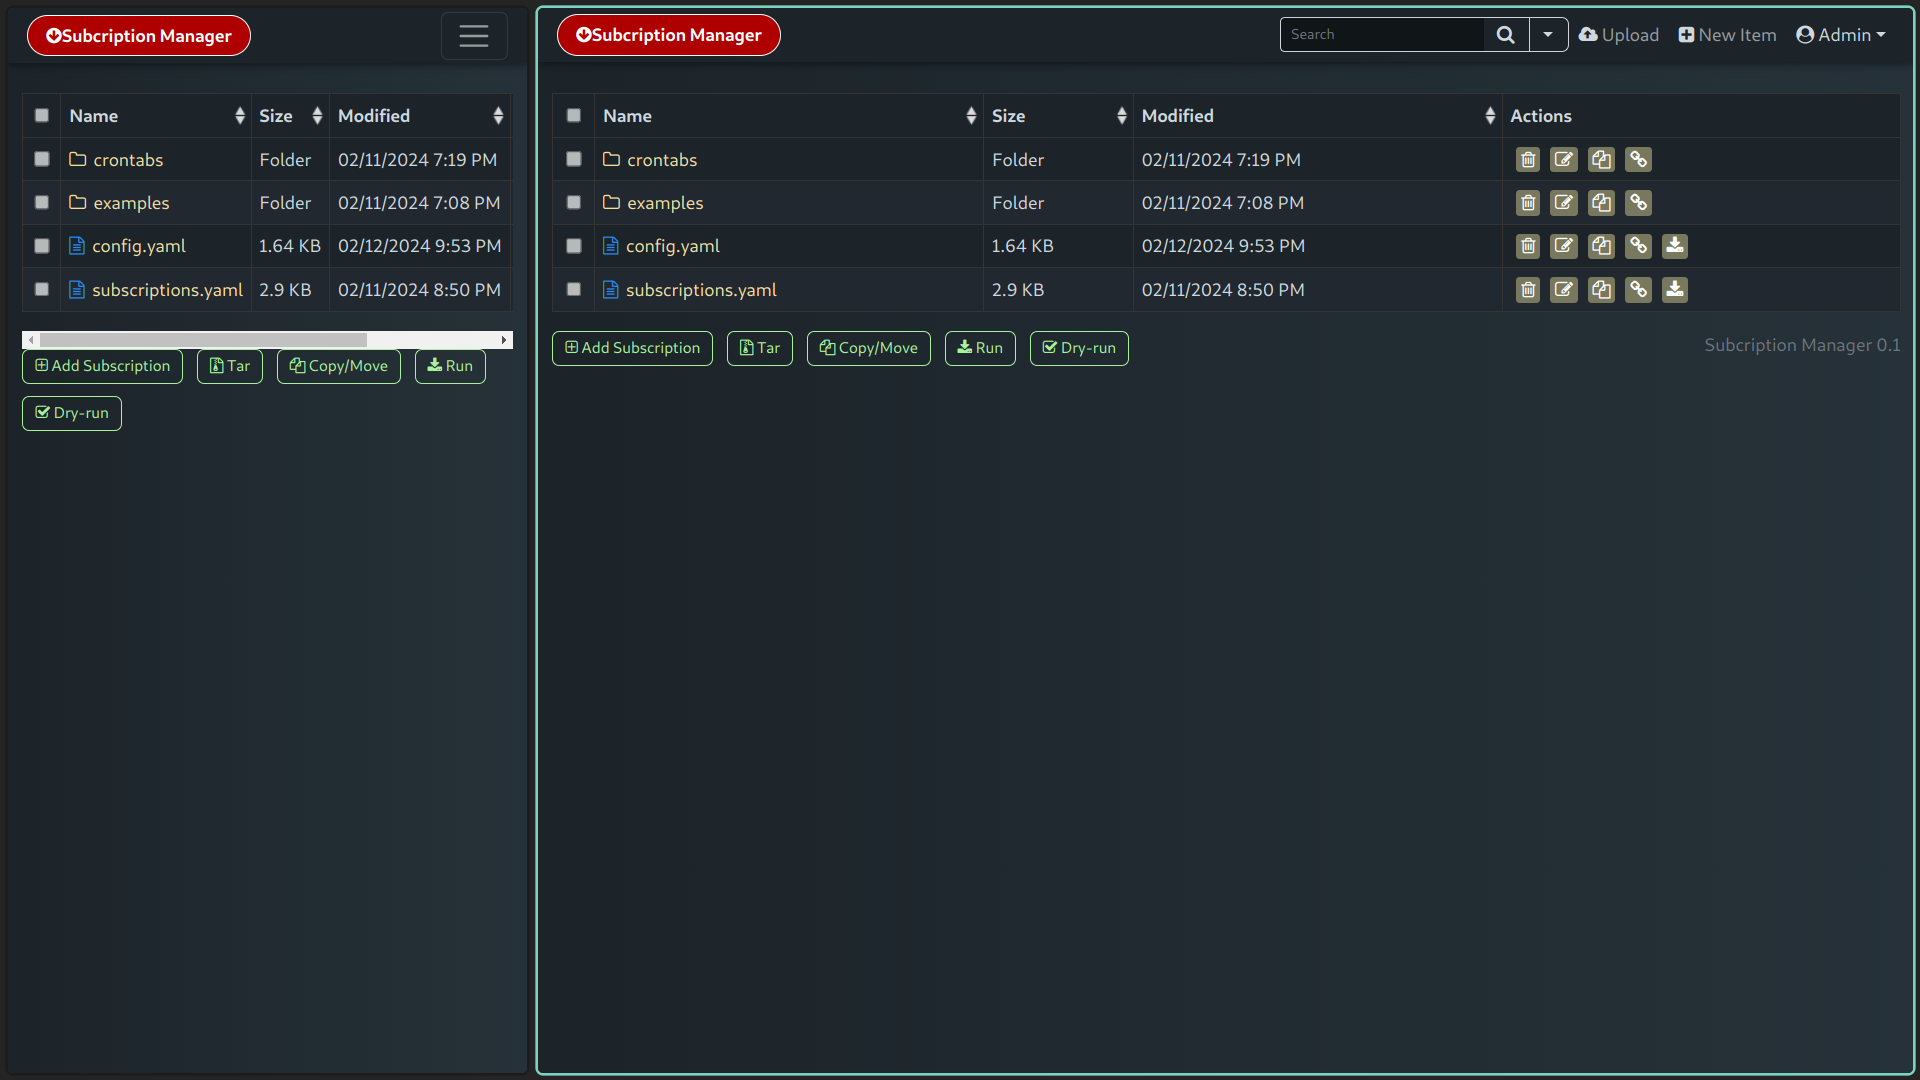 Subcription Manager
Name Size Modified
crontabs Folder 02/11/2024 7:19 PM
examples Folder 02/11/2024 7:08 PM
config.yaml 1.64 KB 02/12/2024 9:53 PM
subscriptions.yaml 2.9 KB 02/11/2024 8:50 PM
Add Subscription Tar Copy/Move Run
Dry-run
Subcription Manager Search Upload New Item Admin
Name Size Modified Actions
crontabs Folder 02/11/2024 7:19 PM
examples Folder 02/11/2024 7:08 PM
config.yaml 1.64 KB 02/12/2024 9:53 PM
subscriptions.yaml 2.9 KB 02/11/2024 8:50 PM
Add Subscription Tar Copy/Move Run Dry-run Subcription Manager 0.1